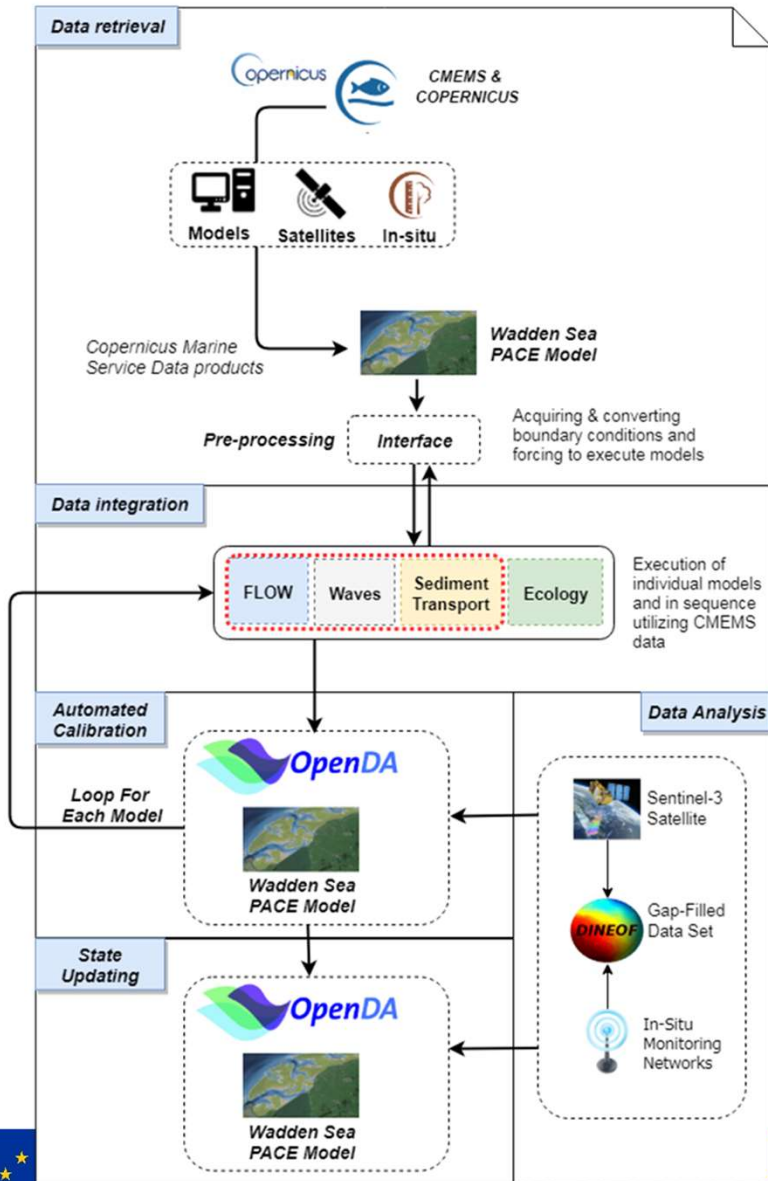 Data retrieval
Copernicus
CMEMS &
COPERNICUS
Models
Satellites
In-situ
Copernicus Marine
Service Data products
Wadden Sea
PACE Model
Pre-processing
Interface
Acquiring & converting
boundary conditions and
forcing to execute models
Data integration
FLOW
Waves
Sediment
Transport
Ecology
Execution of
individual models
and in sequence
utilizing CMEMS
data
Automated
Calibration
Data Analysis
OpenDA
Loop For
Each Model
Wadden Sea
PACE Model
Sentinel-3
Satellite
DINEOF
Gap-Filled
Data Set
State
Updating
OpenDA
Wadden Sea
PACE Model
In-Situ
Monitoring
Networks